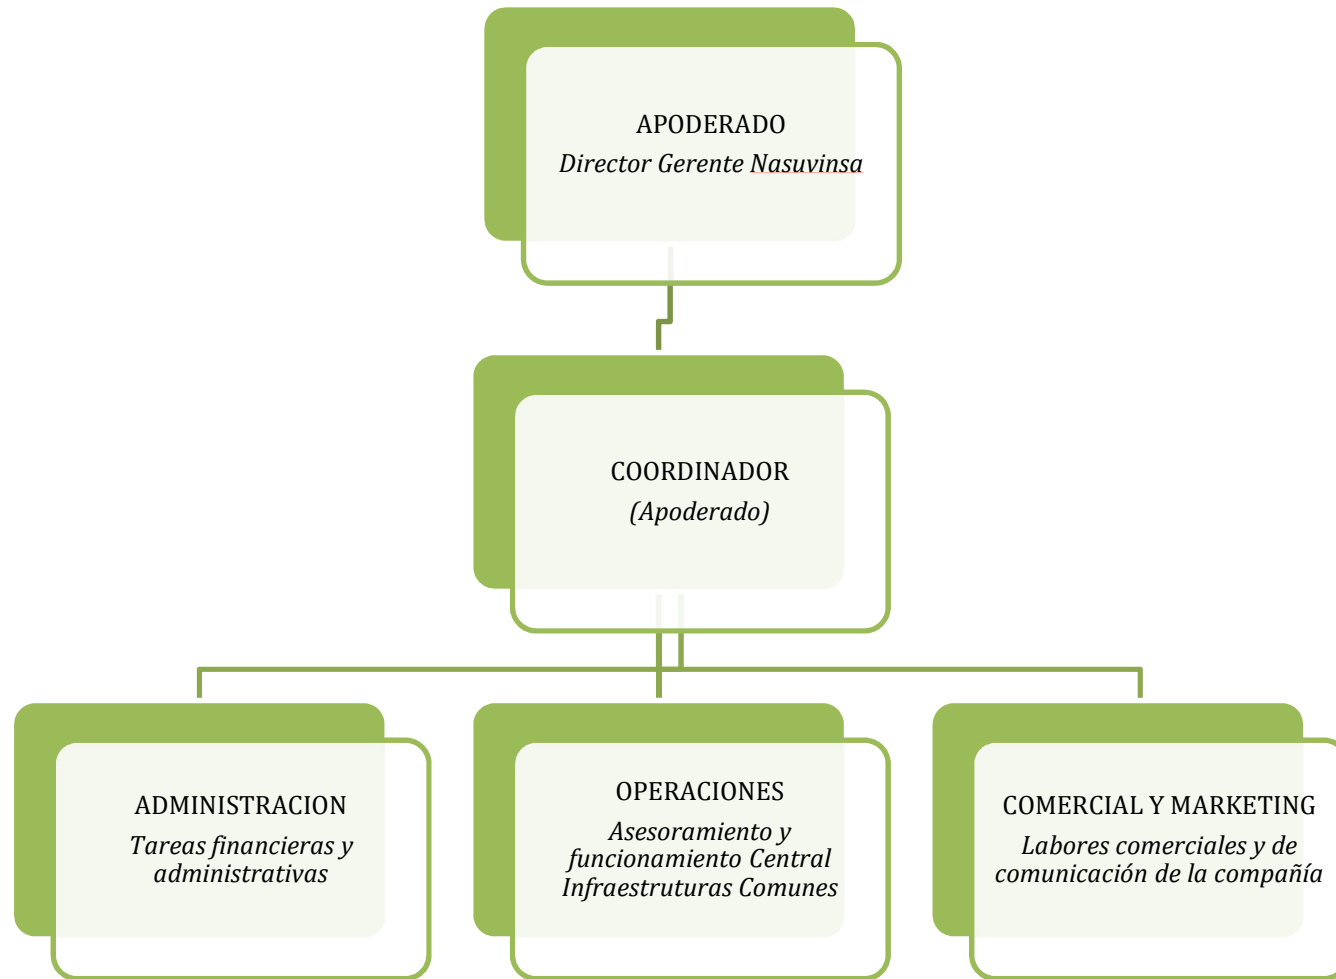 APODERADO
Director Gerente Nasuvinsa
COORDINADOR
(Apoderado)
ADMINISTRACION
Tareas financieras y
administrativas
OPERACIONES
Asesoramiento y
funcionamiento Central
Infraestruturas Comunes
COMERCIAL Y MARKETING
Labores comerciales y de
comunicación de la compañía